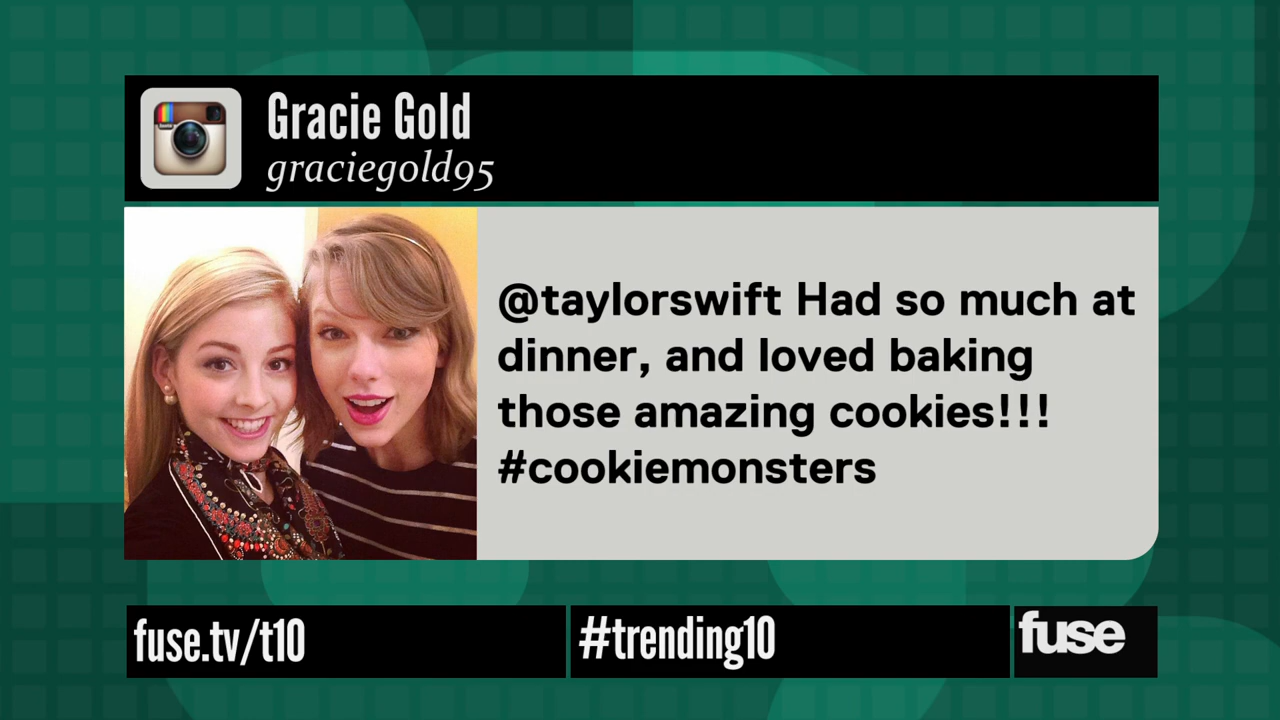 Gracie Gold
graciegold95
@taylorswift Had so much at
dinner, and loved baking
those amazing cookies!!!
#cookiemonsters
fuse.tv/t10
#trending10
fuse